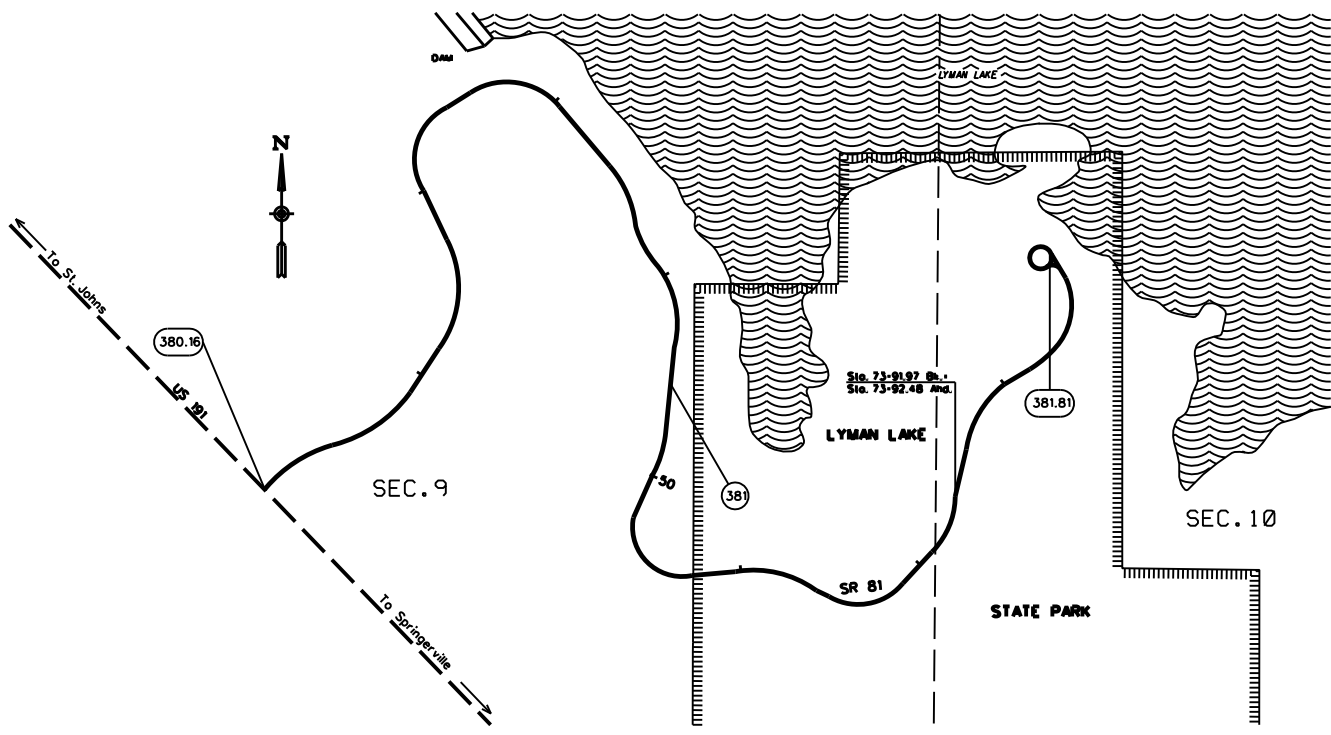 DAM
LYMAN LAKE
N
To St. Johns
380.16
US 191
Sta. 73+91.97 Bk.=
Sta. 73+92.48 Ahd.
381.81
LYMAN LAKE
SEC.9
50
381
SEC.10
SR 81
STATE PARK
To Springerville